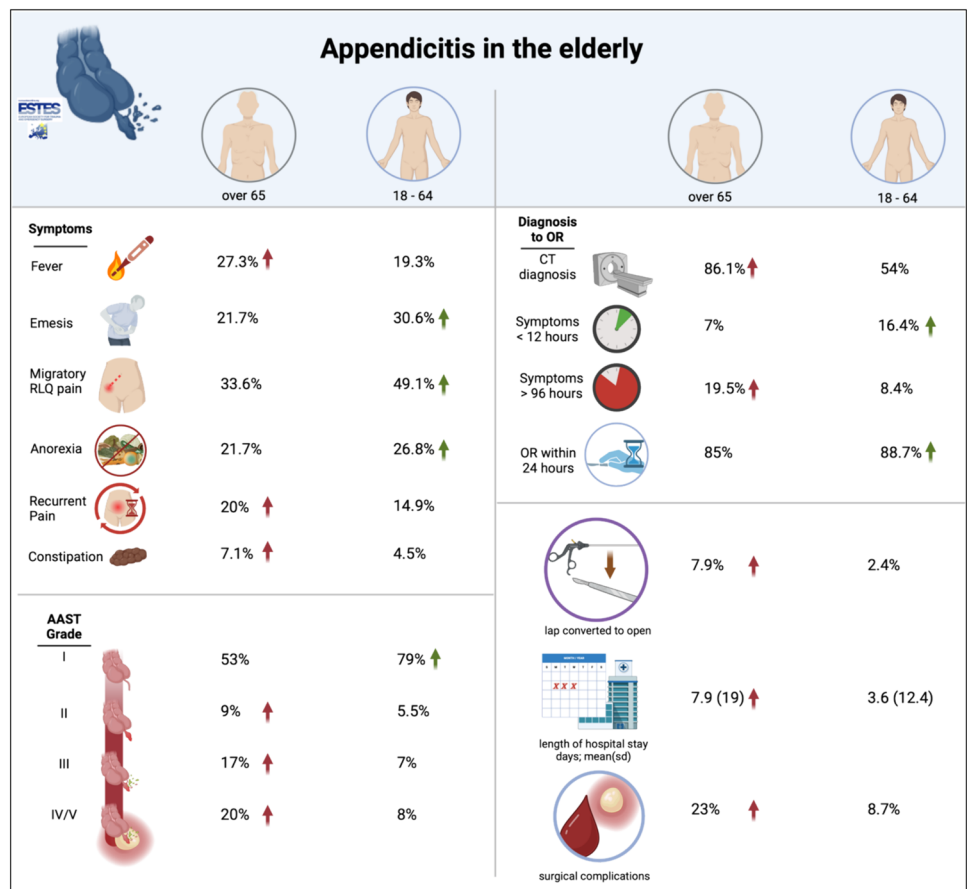 Appendicitis in the elderly
ESTES
over 65
18 - 64
over 65
18 - 64
Symptoms
Fever
27.3%
19.3%
Emesis
21.7%
30.6%
Migratory
RLQ pain
33.6%
49.1%
Anorexia
21.7%
26.8%
Recurrent
Pain
20%
14.9%
Constipation
7.1%
4.5%
AAST
Grade
I
53%
79%
II
9%
5.5%
III
17%
7%
IV/V
20%
8%
Diagnosis
to OR
CT
diagnosis
86.1%
54%
Symptoms
< 12 hours
7%
16.4%
Symptoms
> 96 hours
19.5%
8.4%
OR within
24 hours
85%
88.7%
lap converted to open
7.9%
2.4%
X X X
length of hospital stay
days; mean(sd)
7.9 (19)
3.6 (12.4)
surgical complications
23%
8.7%